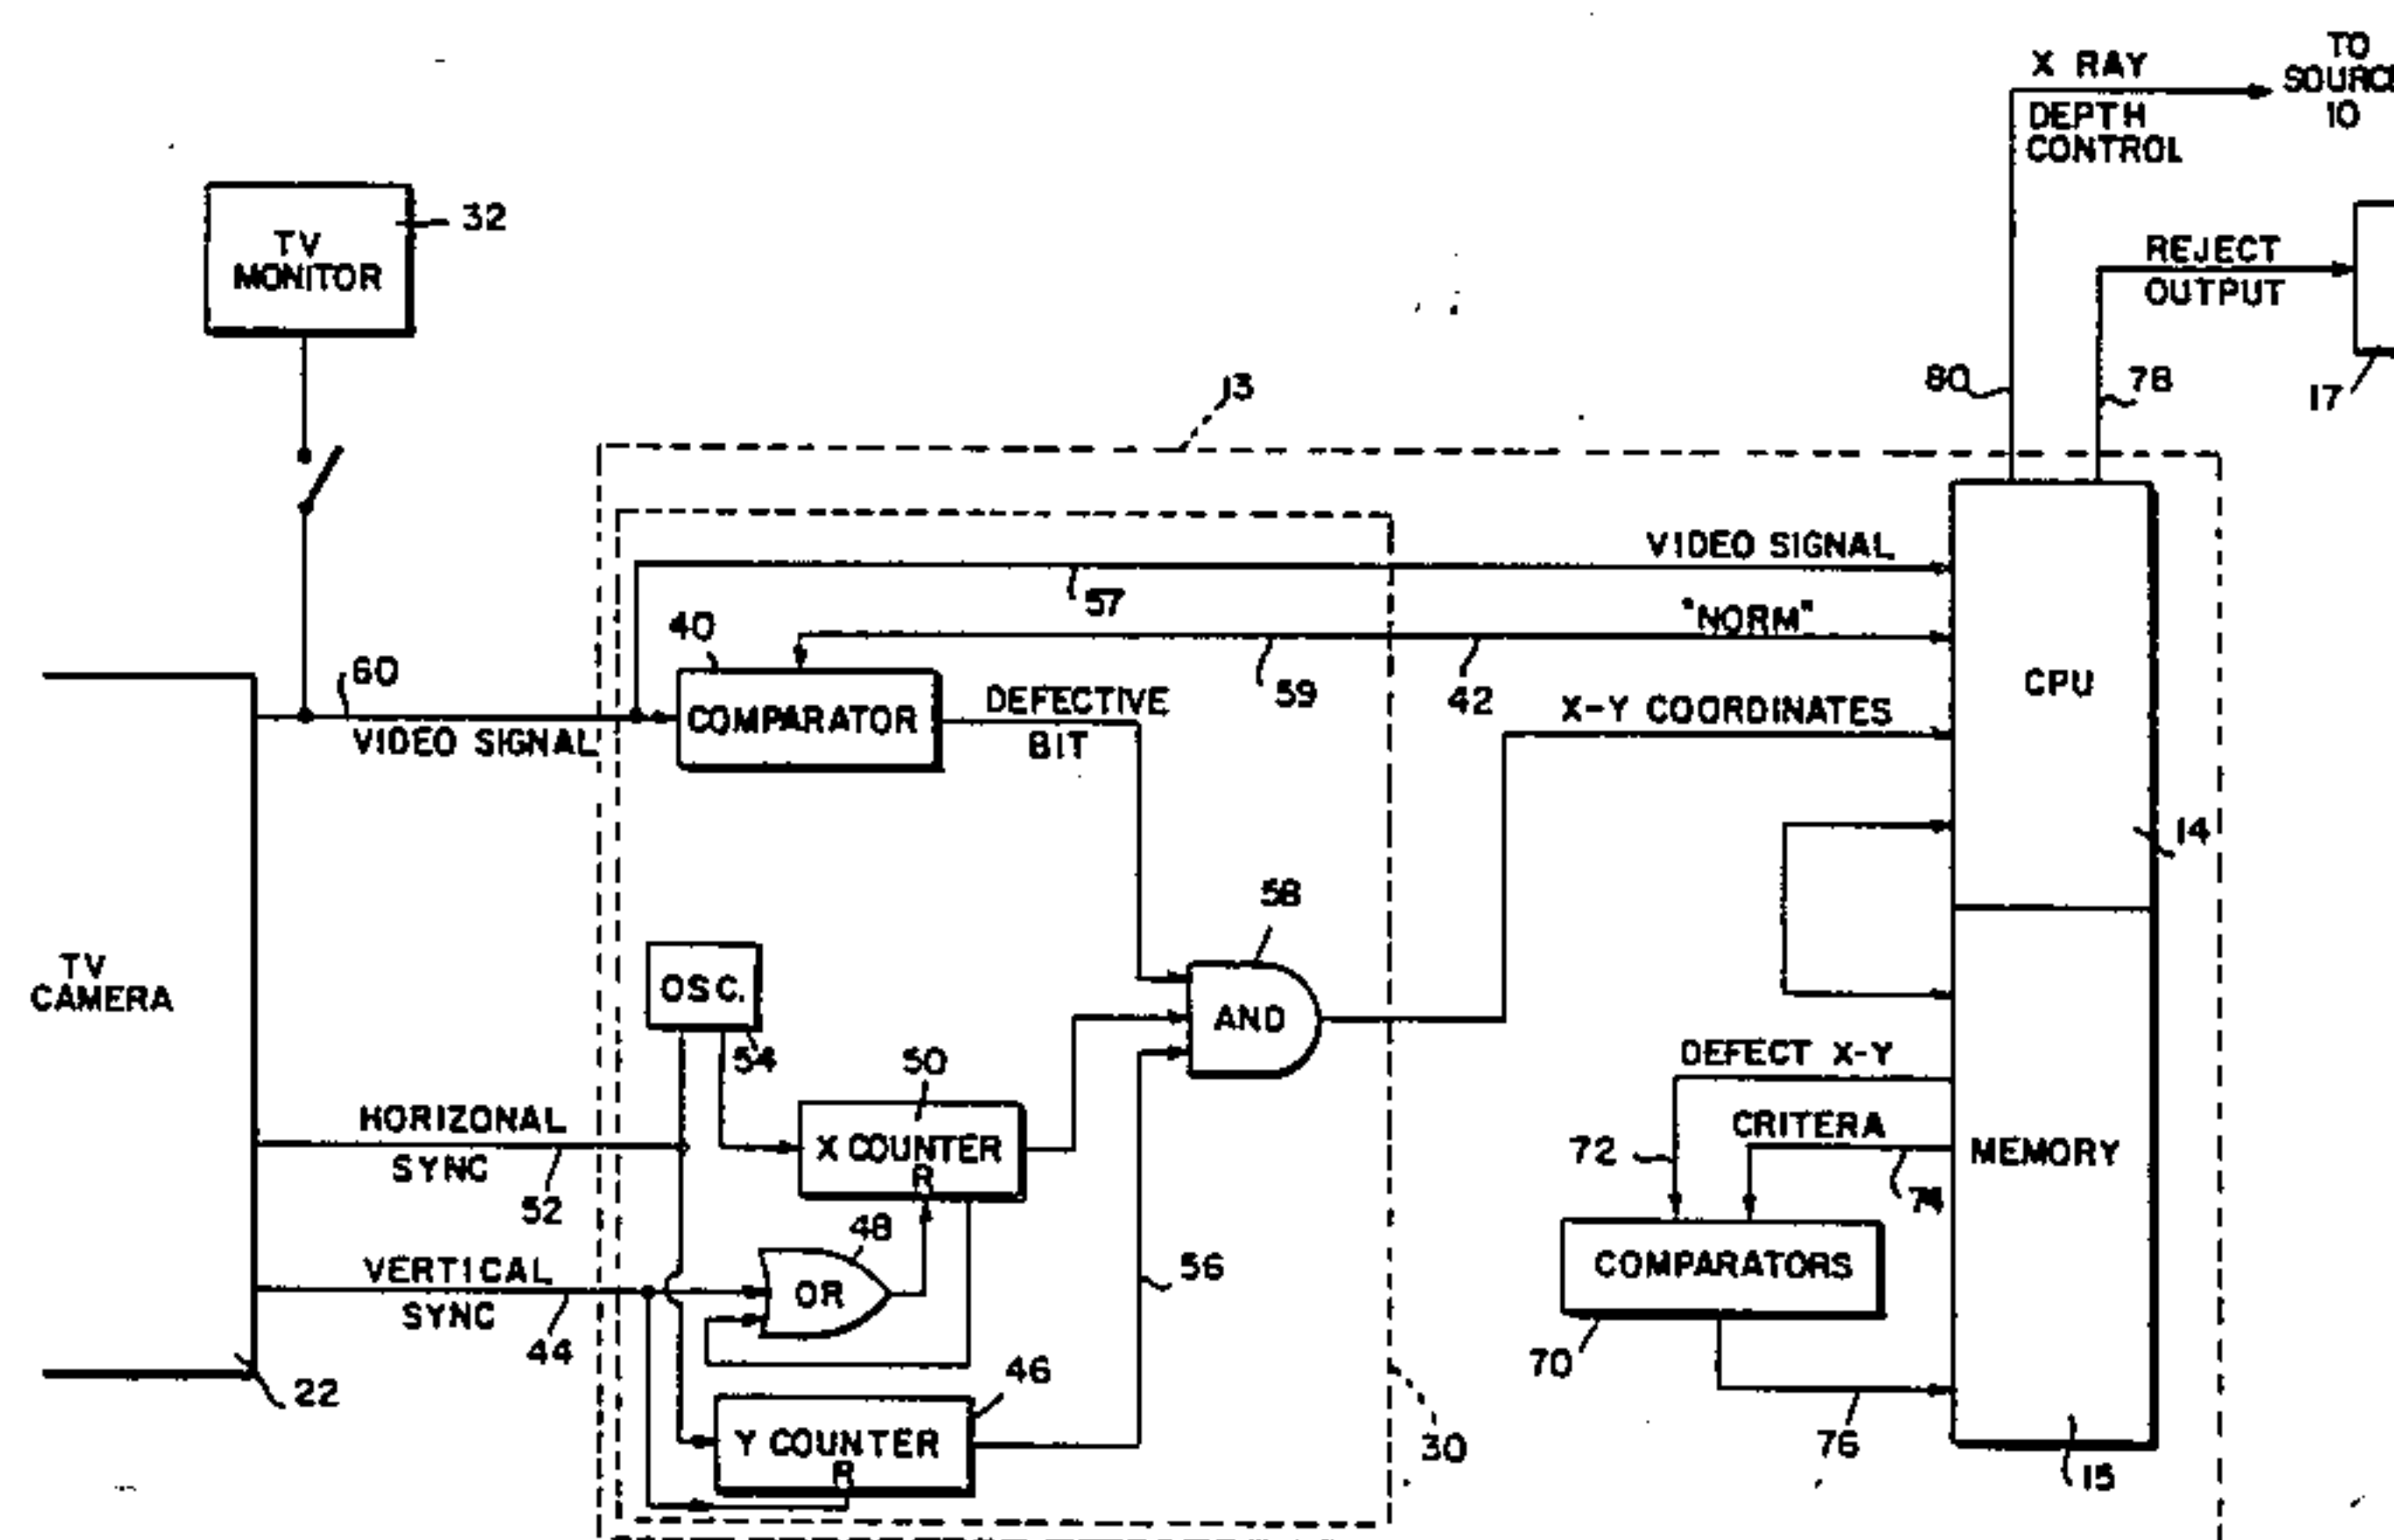 X RAY
DEPTH
CONTROL
TO
SOURCE
10
TV
MONITOR
32
REJECT
OUTPUT
17
80
78
13
VIDEO SIGNAL
57
40
"NORM"
59
42
CPU
60
VIDEO SIGNAL
COMPARATOR
DEFECTIVE
BIT
X-Y COORDINATES
14
58
TV
CAMERA
OSC.
54
AND
50
DEFECT X-Y
HORIZONAL
SYNC
52
X COUNTER
R
CRITERA
72
74
MEMORY
48
VERTICAL
SYNC
44
OR
56
COMPARATORS
70
22
46
Y COUNTER
R
30
76
15